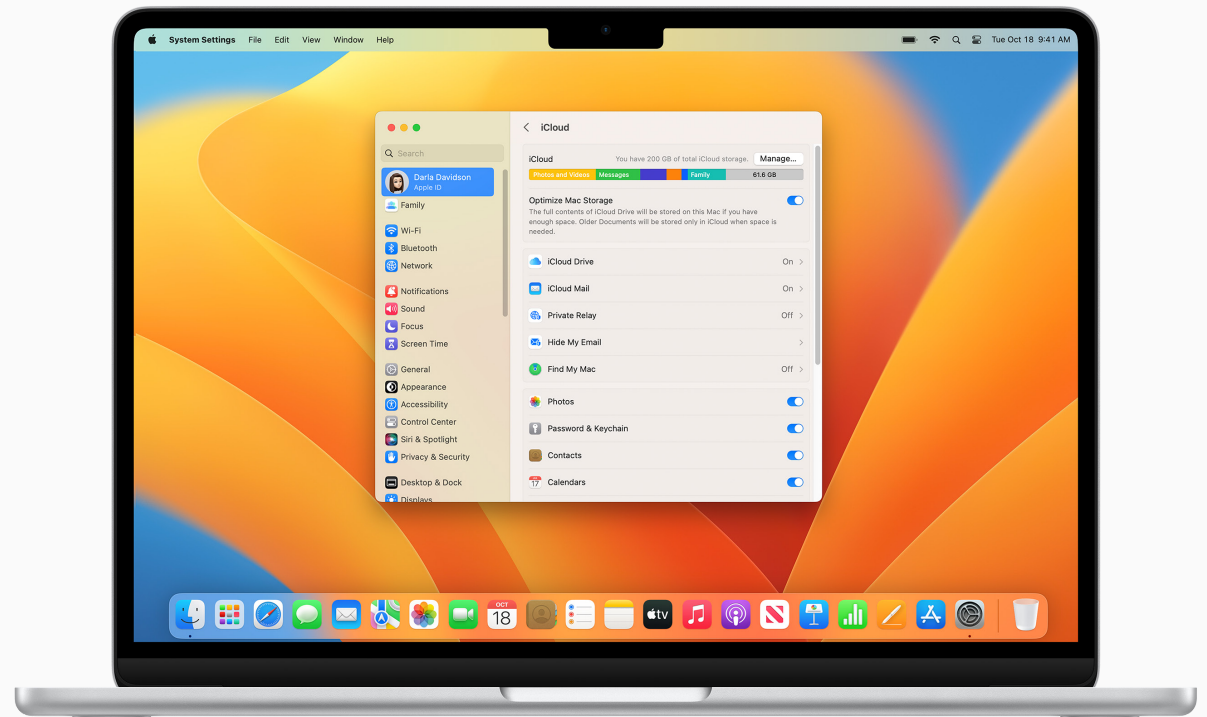 System Settings File Edit View Window Help
Tue Oct 18 9:41 AM
Search
Darla Davidson
Apple ID
Family
Wi-Fi
Bluetooth
Network
Notifications
Sound
Focus
Screen Time
General
Appearance
Accessibility
Control Center
Siri & Spotlight
Privacy & Security
Desktop & Dock
Displays
iCloud
iCloud You have 200 GB of total iCloud storage. Manage...
Photos and Videos Messages Family 61.6 GB
Optimize Mac Storage
The full contents of iCloud Drive will be stored on this Mac if you have
enough space. Older Documents will be stored only in iCloud when space is
needed.
iCloud Drive On
iCloud Mail On
Private Relay Off
Hide My Email
Find My Mac Off
Photos
Password & Keychain
Contacts
17 Calendars
OCT
18
tv